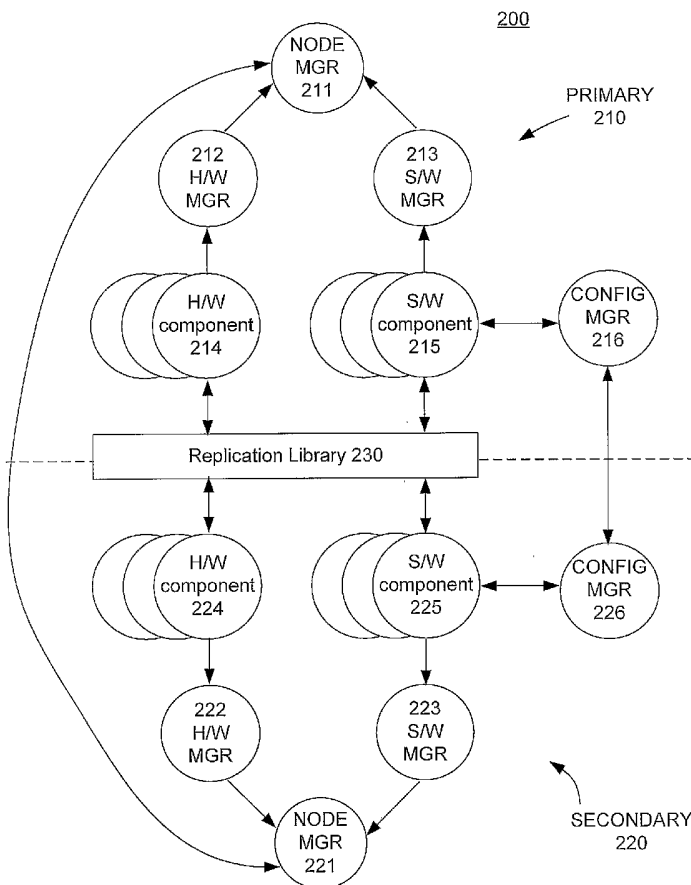 200
NODE
MGR
211
PRIMARY
210
212
H/W
MGR
213
S/W
MGR
H/W
component
214
S/W
component
215
CONFIG
MGR
216
Replication Library 230
H/W
component
224
S/W
component
225
CONFIG
MGR
226
222
H/W
MGR
223
S/W
MGR
NODE
MGR
221
SECONDARY
220